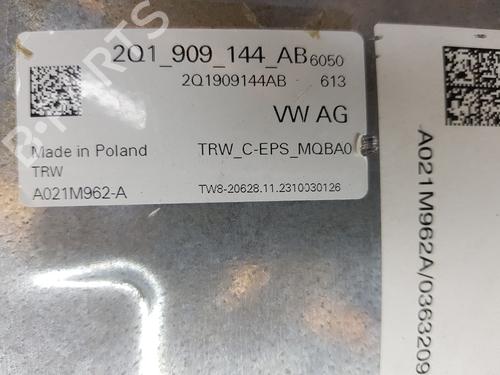 2Q1_909_144_AB 6050
2Q1909144AB 613
VW AG
Made in Poland TRW_C-EPS_MQBA0
TRW
A021M962-A TW8-20628.11.2310030126
A021M962A/0363209
B-PARTS